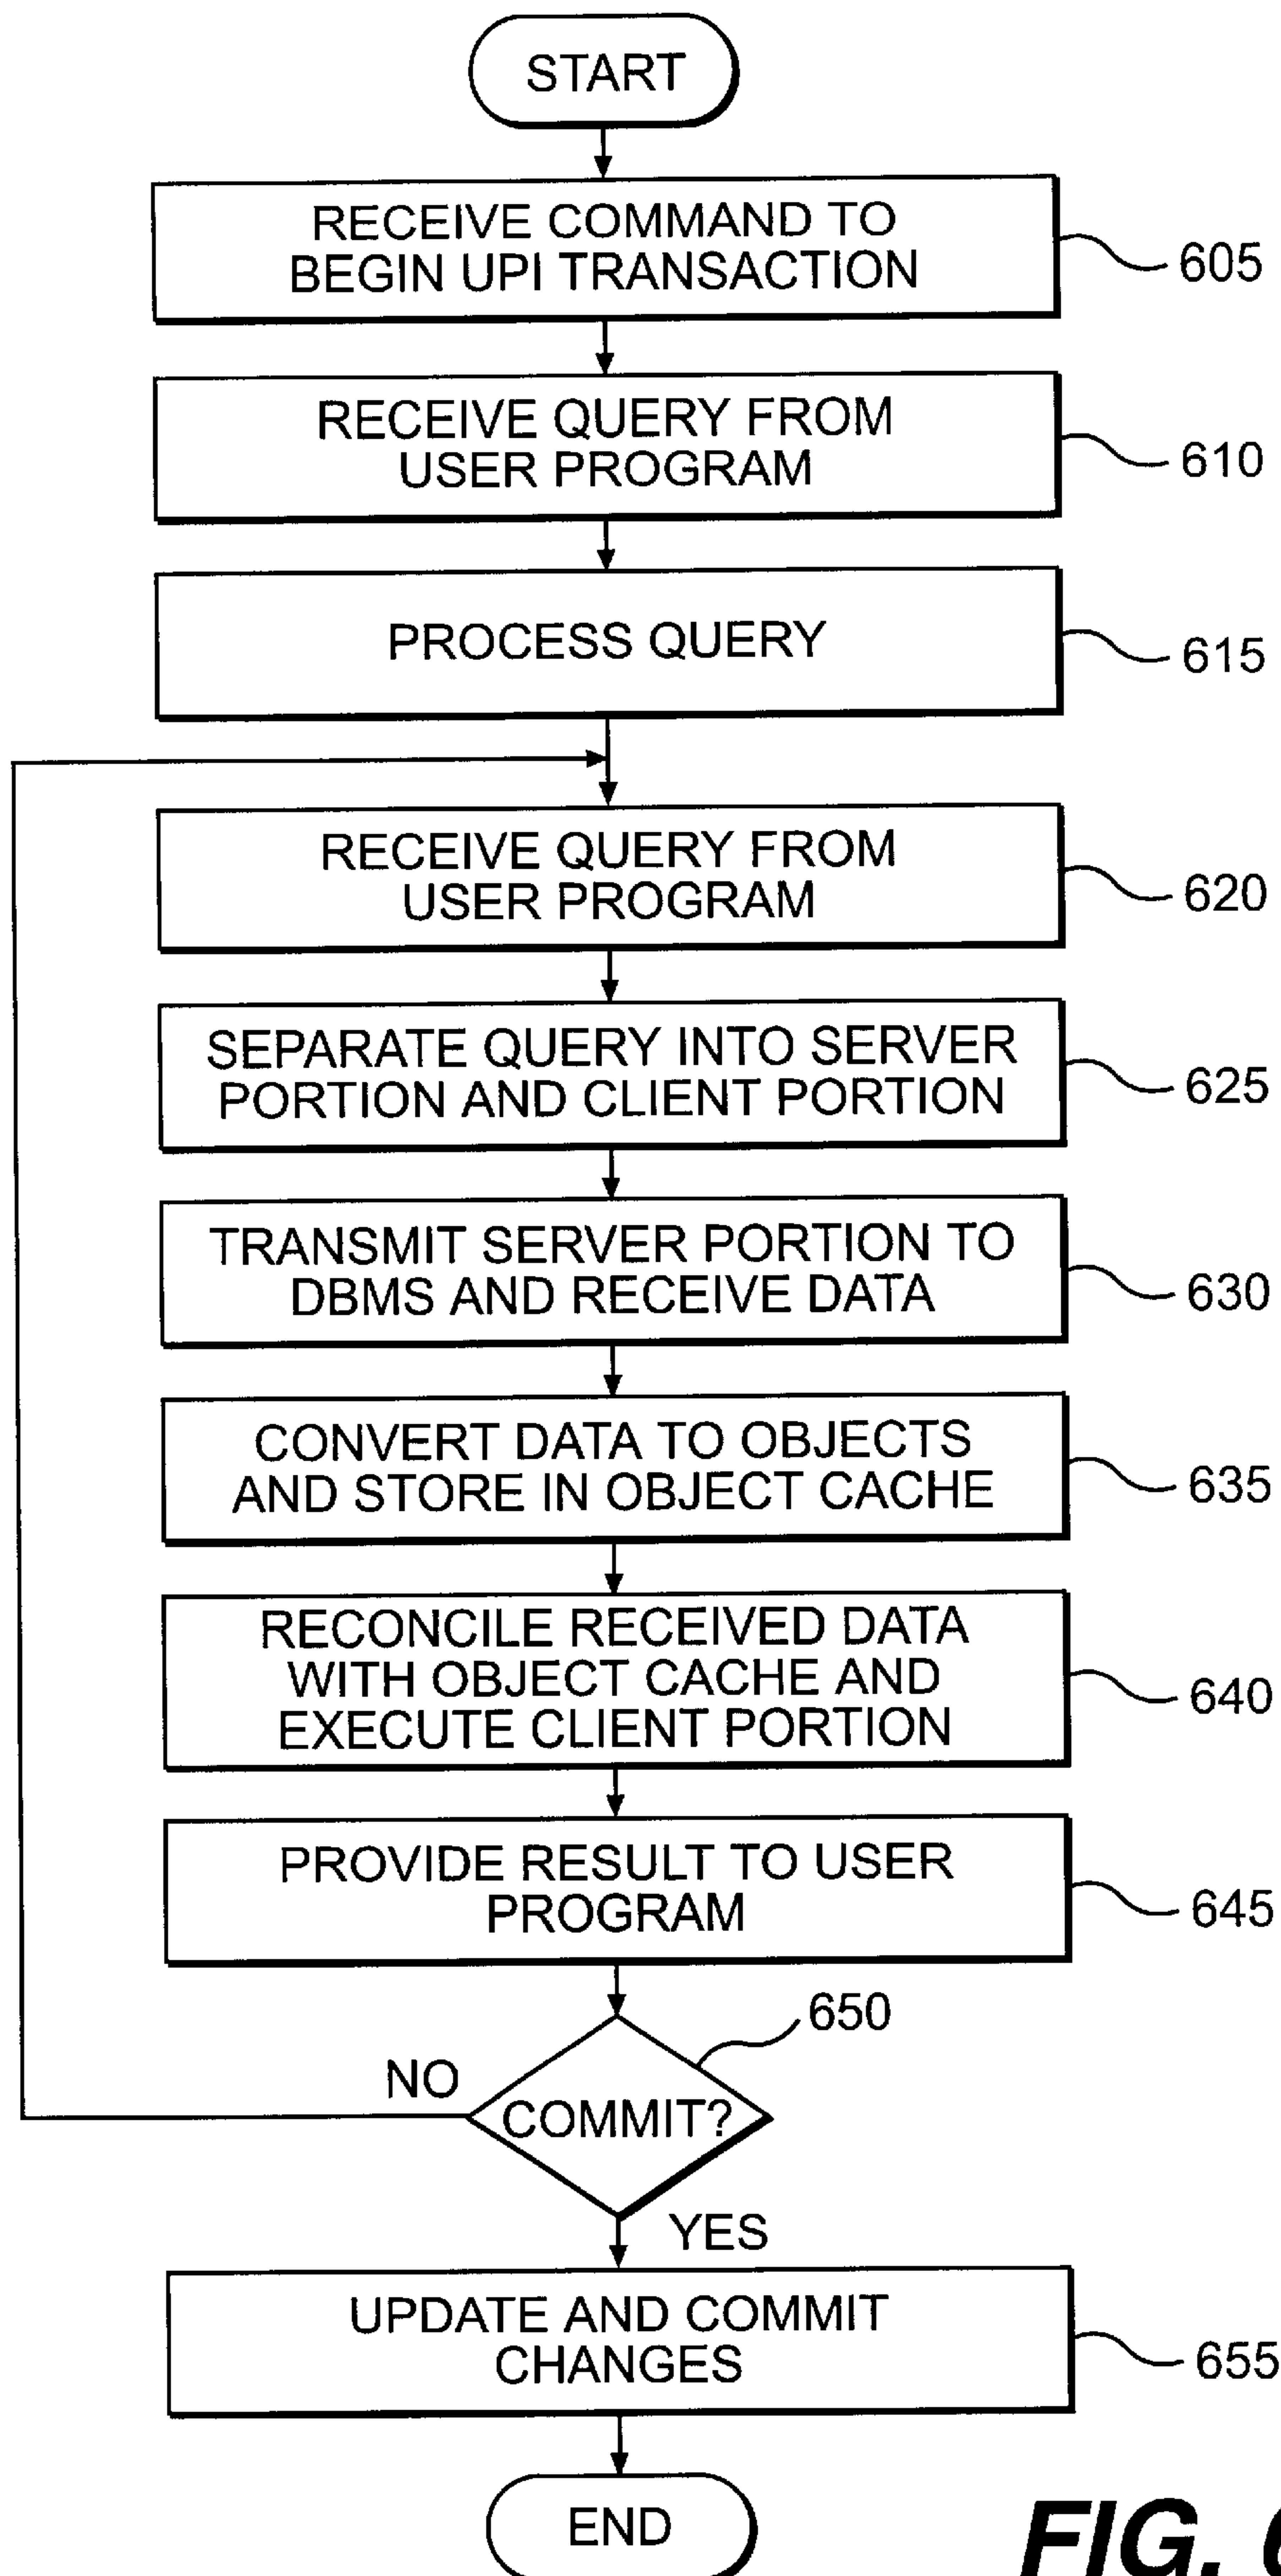 START
RECEIVE COMMAND TO
BEGIN UPI TRANSACTION
605
RECEIVE QUERY FROM
USER PROGRAM
610
PROCESS QUERY
615
RECEIVE QUERY FROM
USER PROGRAM
620
SEPARATE QUERY INTO SERVER
PORTION AND CLIENT PORTION
625
TRANSMIT SERVER PORTION TO
DBMS AND RECEIVE DATA
630
CONVERT DATA TO OBJECTS
AND STORE IN OBJECT CACHE
635
RECONCILE RECEIVED DATA
WITH OBJECT CACHE AND
EXECUTE CLIENT PORTION
640
PROVIDE RESULT TO USER
PROGRAM
645
650
NO
COMMIT?
YES
UPDATE AND COMMIT
CHANGES
655
END
FIG. 6